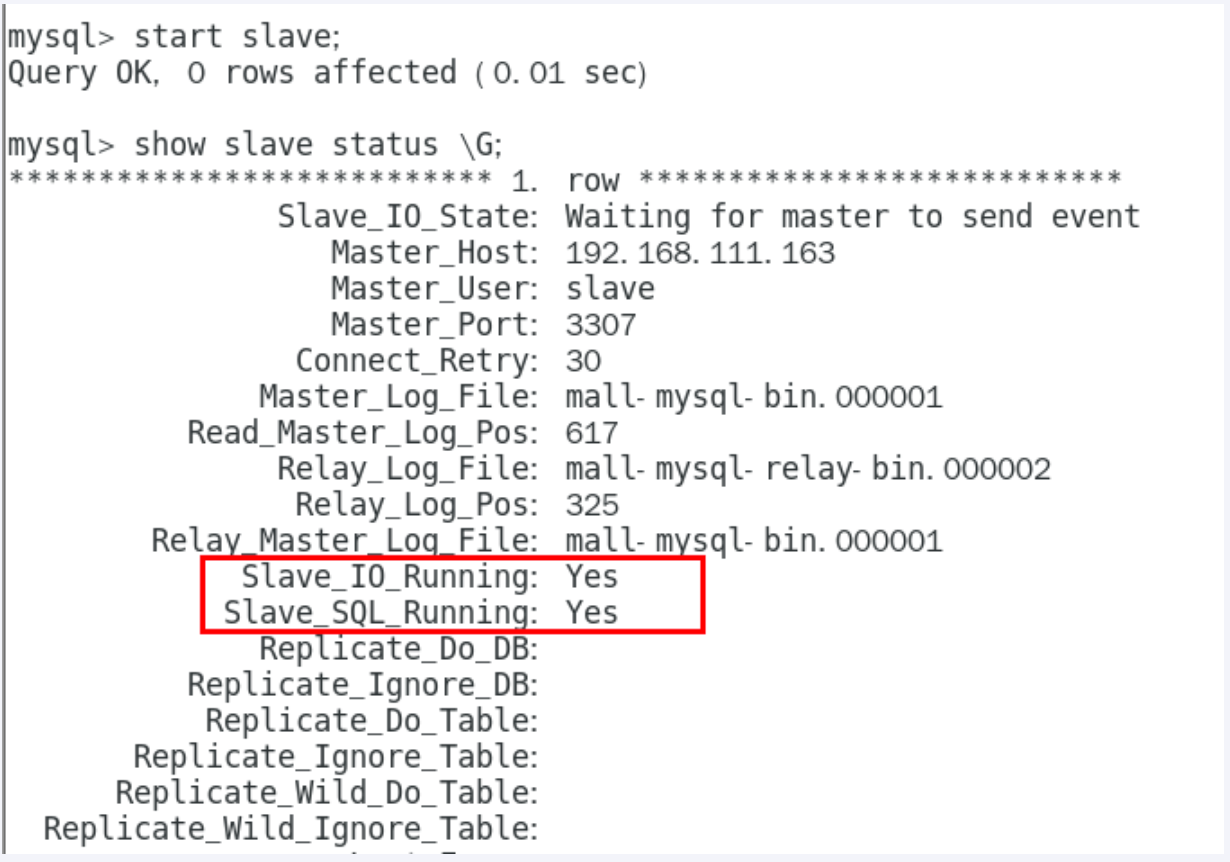 mysql> start slave;
Query OK, 0 rows affected (0.01 sec)
mysql> show slave status \G;
*************************** 1. row ***************************
Slave_IO_State: Waiting for master to send event
Master_Host: 192.168.111.163
Master_User: slave
Master_Port: 3307
Connect_Retry: 30
Master_Log_File: mall-mysql-bin.000001
Read_Master_Log_Pos: 617
Relay_Log_File: mall-mysql-relay-bin.000002
Relay_Log_Pos: 325
Relay_Master_Log_File: mall-mysql-bin.000001
Slave_IO_Running: Yes
Slave_SQL_Running: Yes
Replicate_Do_DB:
Replicate_Ignore_DB:
Replicate_Do_Table:
Replicate_Ignore_Table:
Replicate_Wild_Do_Table:
Replicate_Wild_Ignore_Table: